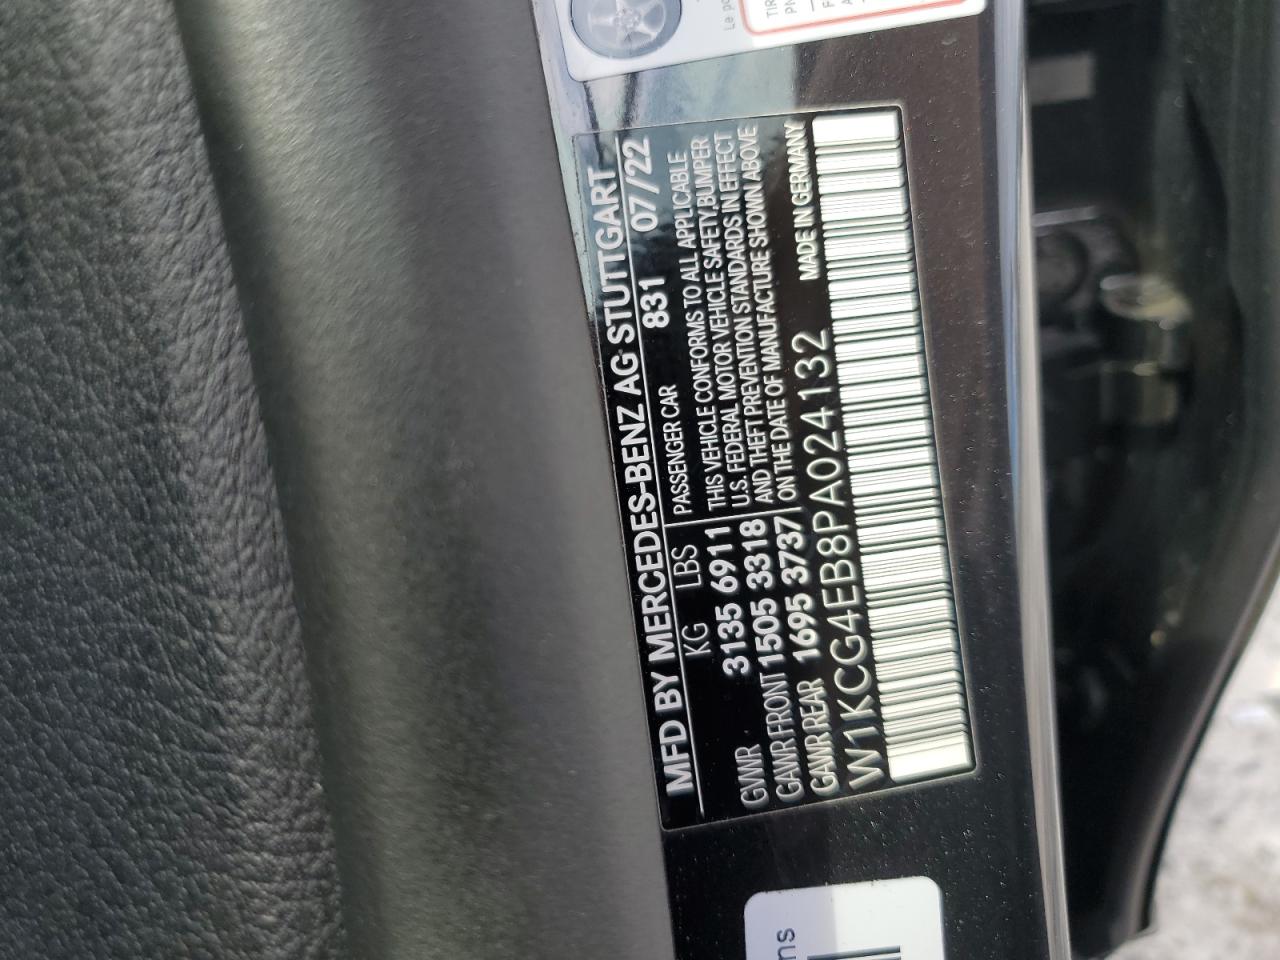 MFD BY MERCEDES-BENZ AG STUTTGART
KG LBS PASSENGER CAR 831 07/22
GVWR 3135 6911
GAWR FRONT 1505 3318
GAWR REAR 1695 3737
THIS VEHICLE CONFORMS TO ALL APPLICABLE
U.S. FEDERAL MOTOR VEHICLE SAFETY,BUMPER
AND THEFT PREVENTION STANDARDS IN EFFECT
ON THE DATE OF MANUFACTURE SHOWN ABOVE
W1KCG4EB8PA024132 MADE IN GERMANY